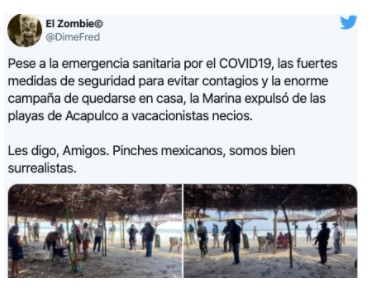 El Zombie©
@DimeFred
Pese a la emergencia sanitaria por el COVID19, las fuertes
medidas de seguridad para evitar contagios y la enorme
campaña de quedarse en casa, la Marina expulsó de las
playas de Acapulco a vacacionistas necios.
Les digo, Amigos. Pinches mexicanos, somos bien
surrealistas.